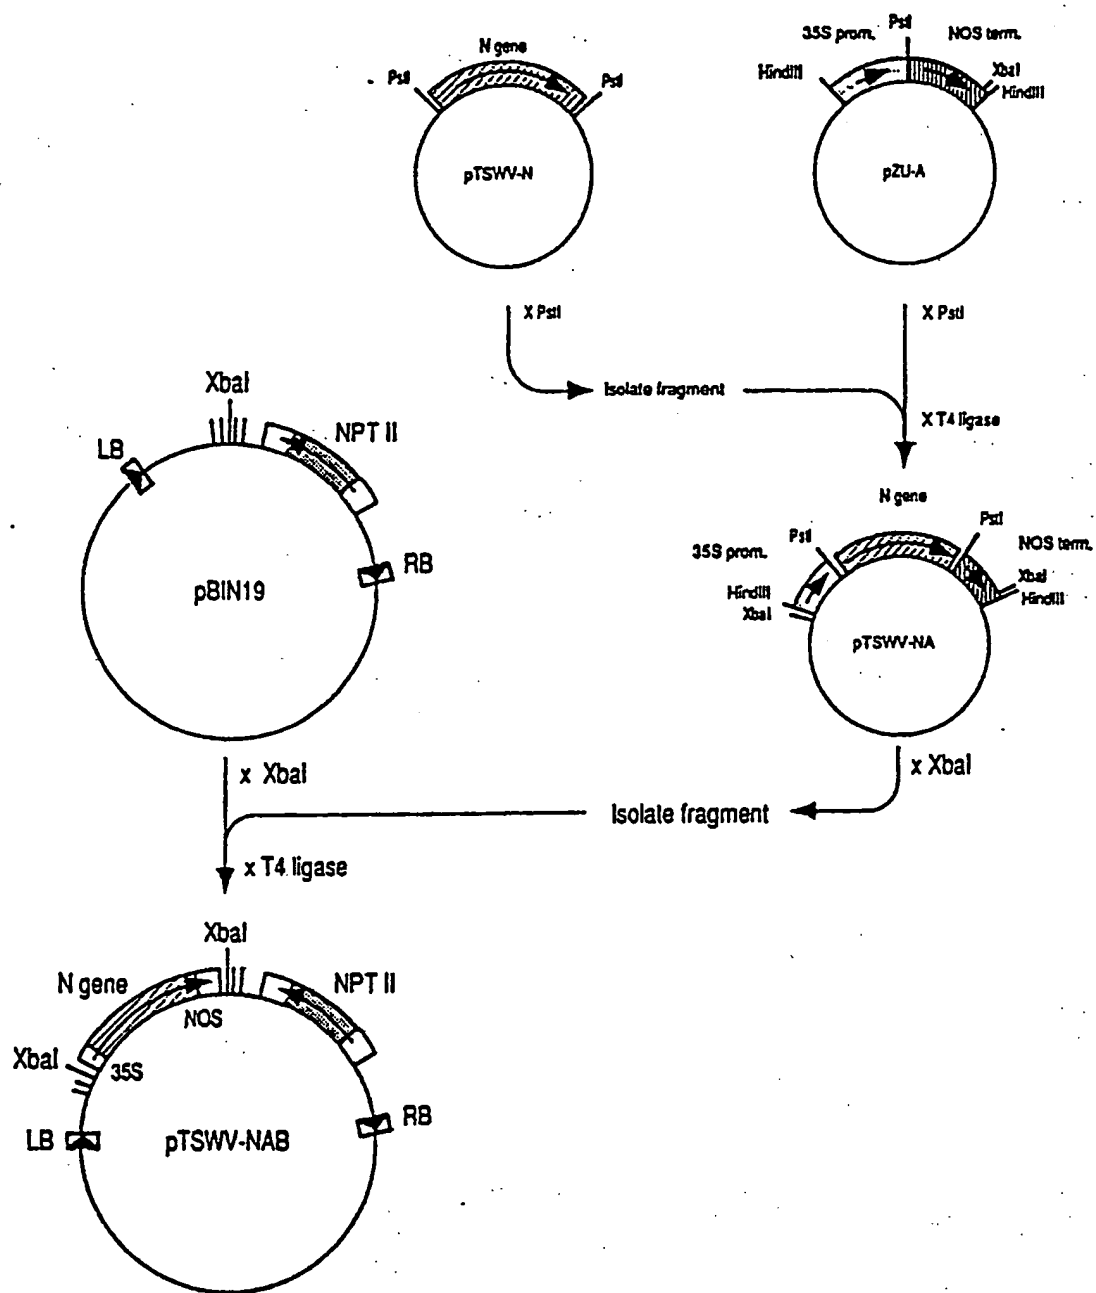 N gene
PstI
PstI
pTSWV-N
35S prom.
PstI
NOS term.
HindIII
XbaI
HindIII
pZU-A
X PstI
X PstI
Isolate fragment
X T4 ligase
XbaI
LB
NPT II
RB
pBIN19
N gene
PstI
PstI
35S prom.
NOS term.
HindIII
XbaI
XbaI
HindIII
pTSWV-NA
x XbaI
x XbaI
Isolate fragment
x T4 ligase
XbaI
N gene
NPT II
NOS
XbaI
35S
LB
RB
pTSWV-NAB